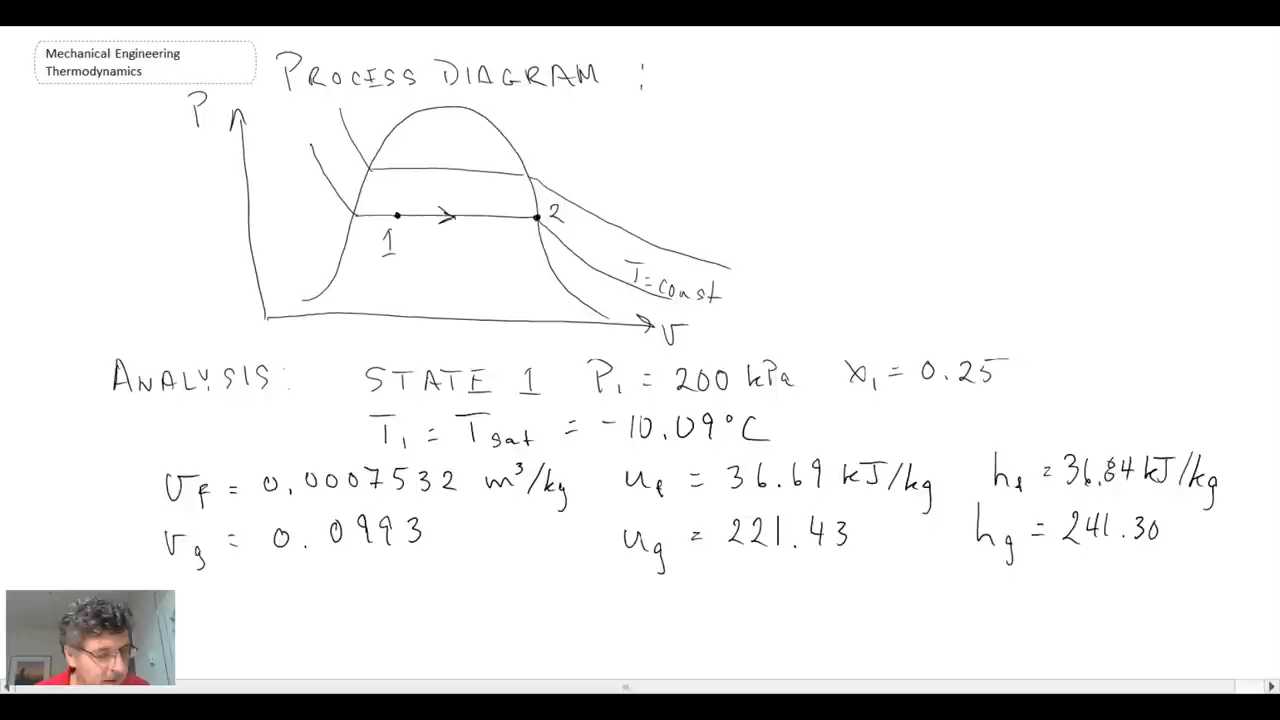 Mechanical Engineering
Thermodynamics
PROCESS DIAGRAM :
P
1
2
T=const
v
ANALYSIS: STATE 1 P₁ = 200 kPa x₁ = 0.25
T₁ = Tsat = -10.09°C
vf = 0.0007532 m³/kg uf = 36.69 kJ/kg hf = 36.84 kJ/kg
vg = 0.0993 ug = 221.43 hg = 241.30